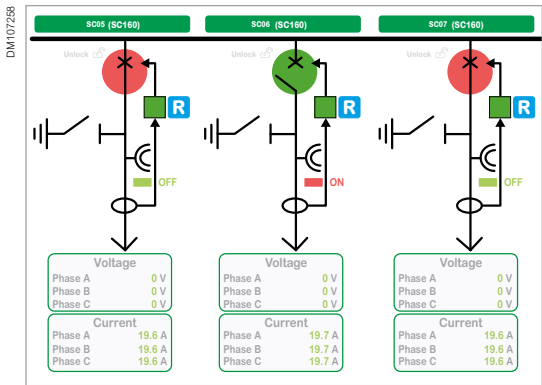 DM107258
SC05 (SC160)
SC06 (SC160)
SC07 (SC160)
Unlock
Unlock
Unlock
R
R
R
OFF
ON
OFF
Voltage
Phase A 0 V
Phase B 0 V
Phase C 0 V
Current
Phase A 19.6 A
Phase B 19.6 A
Phase C 19.6 A
Voltage
Phase A 0 V
Phase B 0 V
Phase C 0 V
Current
Phase A 19.7 A
Phase B 19.7 A
Phase C 19.7 A
Voltage
Phase A 0 V
Phase B 0 V
Phase C 0 V
Current
Phase A 19.6 A
Phase B 19.6 A
Phase C 19.6 A